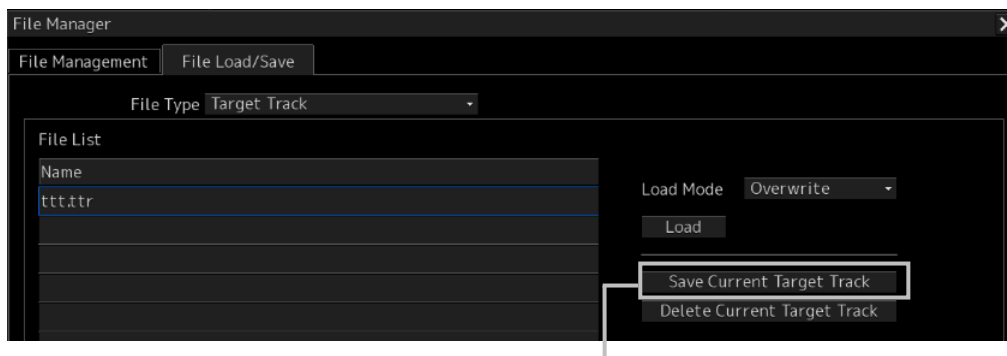 File Manager
File Management
File Load/Save
File Type Target Track
File List
Name
ttt.ttr
Load Mode Overwrite
Load
Save Current Target Track
Delete Current Target Track